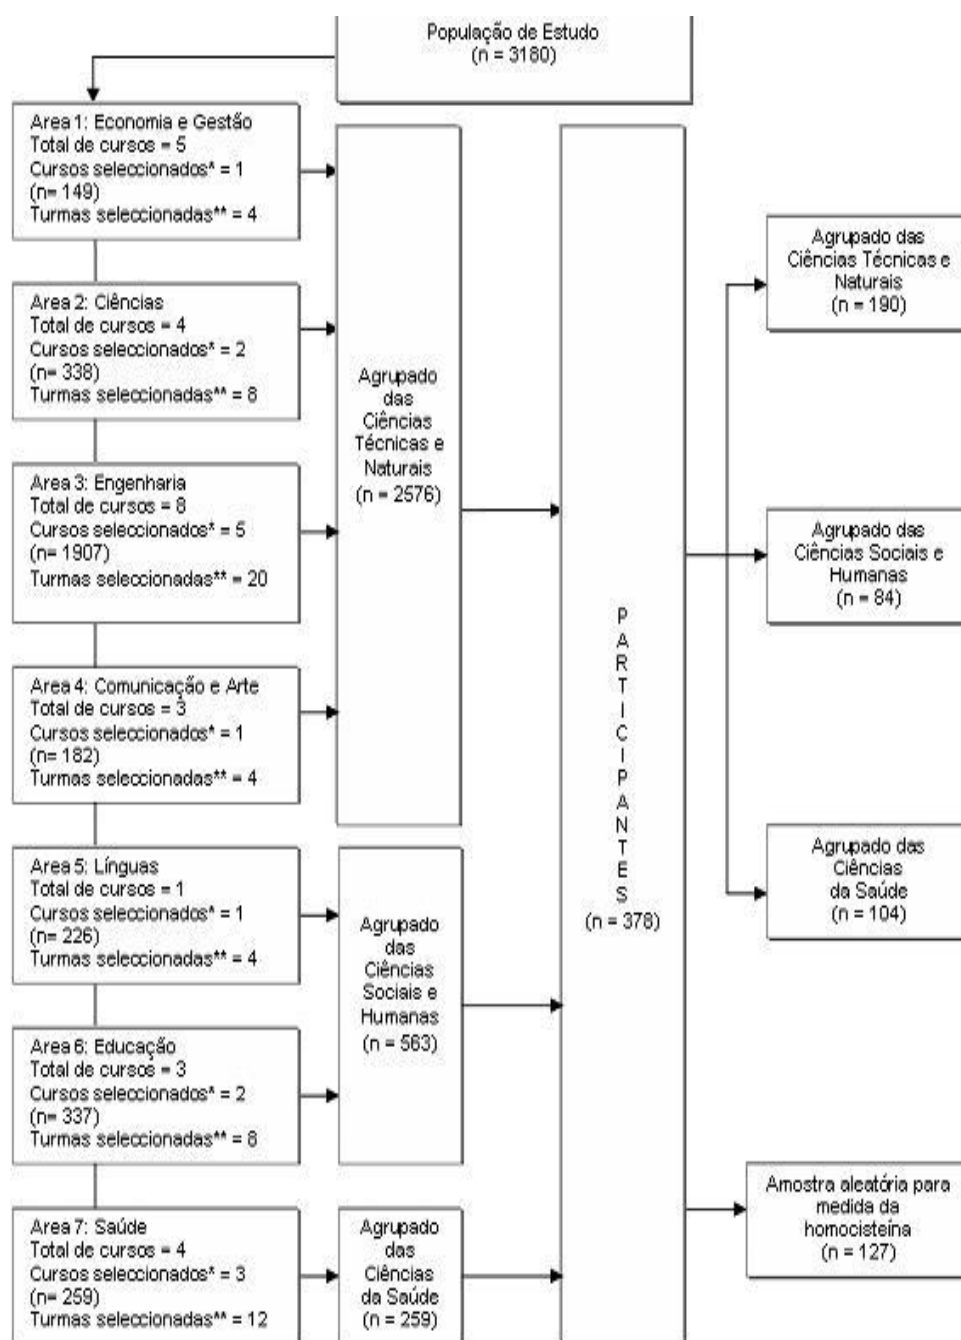 População de Estudo
(n = 3180)
Area 1: Economia e Gestão
Total de cursos = 5
Cursos seleccionados* = 1
(n= 149)
Turmas seleccionadas** = 4
Area 2: Ciências
Total de cursos = 4
Cursos seleccionados* = 2
(n= 338)
Turmas seleccionadas** = 8
Area 3: Engenharia
Total de cursos = 8
Cursos seleccionados* = 5
(n= 1907)
Turmas seleccionadas** = 20
Area 4: Comunicação e Arte
Total de cursos = 3
Cursos seleccionados* = 1
(n= 182)
Turmas seleccionadas** = 4
Area 5: Línguas
Total de cursos = 1
Cursos seleccionados* = 1
(n= 226)
Turmas seleccionadas** = 4
Area 6: Educação
Total de cursos = 3
Cursos seleccionados* = 2
(n= 337)
Turmas seleccionadas** = 8
Area 7: Saúde
Total de cursos = 4
Cursos seleccionados* = 3
(n= 259)
Turmas seleccionadas** = 12
Agrupado
das
Ciências
Técnicas e
Naturais
(n = 2576)
Agrupado
das
Ciências
Sociais e
Humanas
(n = 563)
Agrupado
das
Ciências
da Saúde
(n = 259)
PARTICIPANTES
(n = 378)
Agrupado das
Ciências Técnicas e
Naturais
(n = 190)
Agrupado das
Ciências Sociais e
Humanas
(n = 84)
Agrupado das
Ciências
da Saúde
(n = 104)
Amostra aleatória para
medida da
homocisteína
(n = 127)